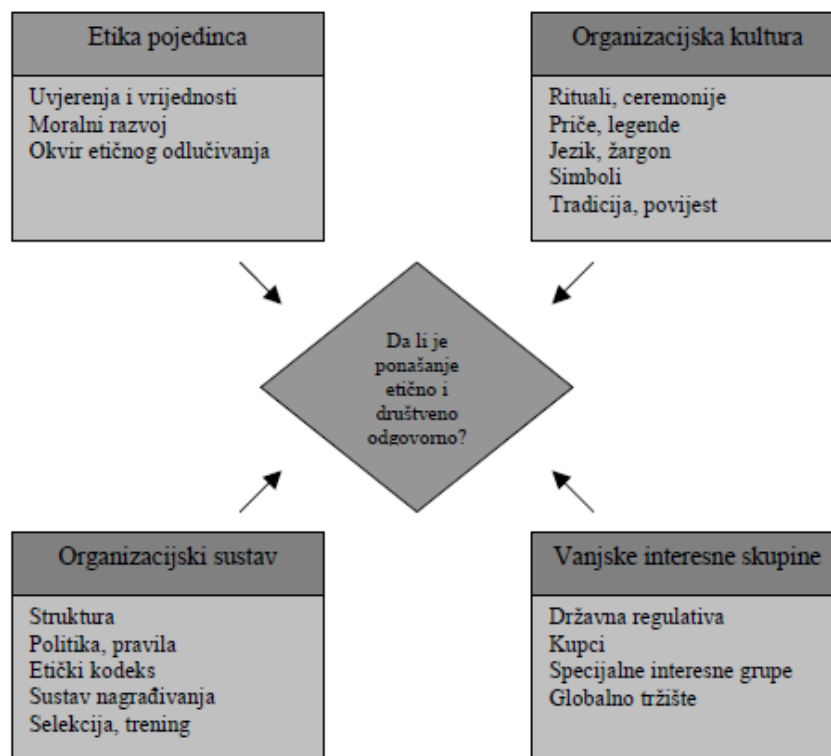 Etika pojedinca
Uvjerenja i vrijednosti
Moralni razvoj
Okvir etičnog odlučivanja
Organizacijska kultura
Rituali, ceremonije
Priče, legende
Jezik, žargon
Simboli
Tradicija, povijest
Da li je
ponašanje
etično i
društveno
odgovorno?
Organizacijski sustav
Struktura
Politika, pravila
Etički kodeks
Sustav nagrađivanja
Selekcija, trening
Vanjske interesne skupine
Državna regulativa
Kupci
Specijalne interesne grupe
Globalno tržište